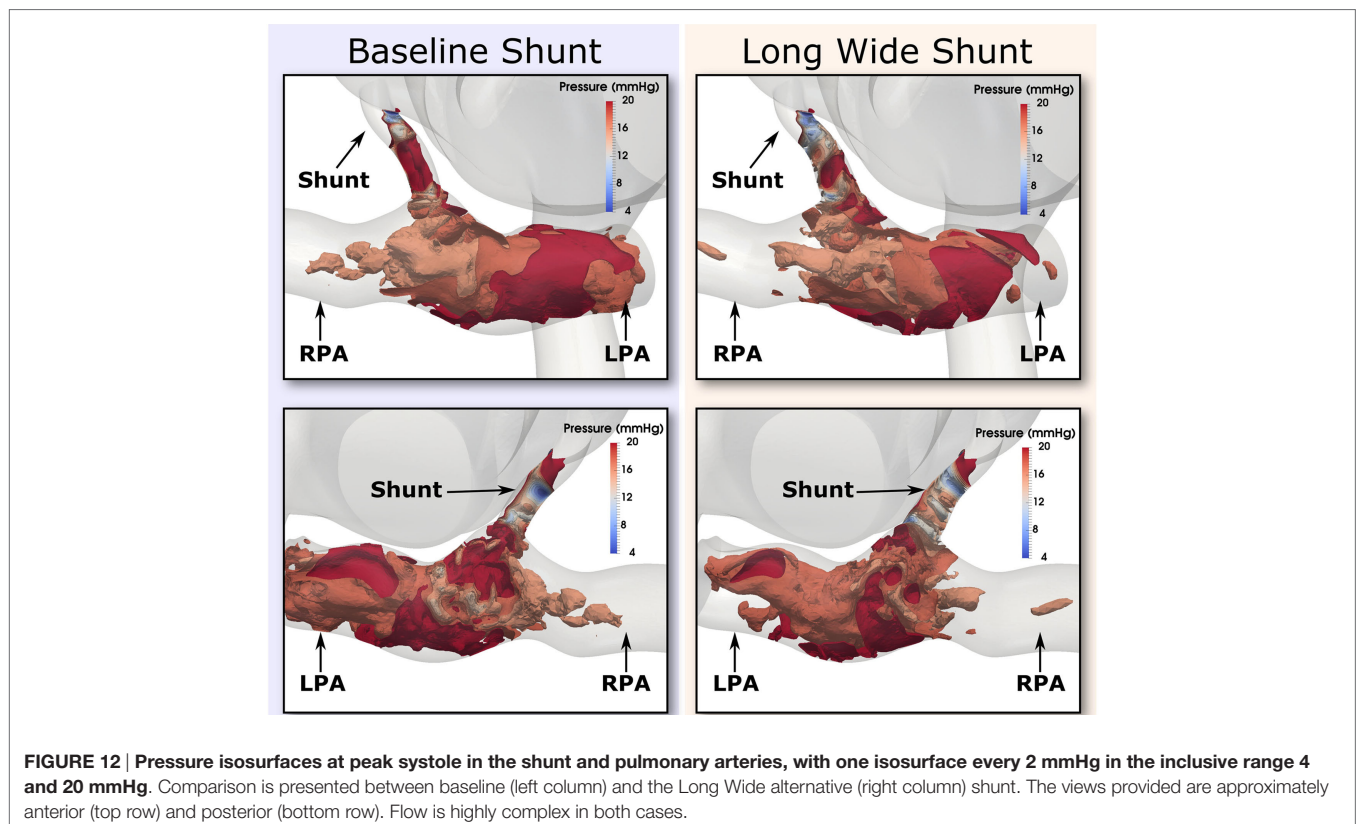 Baseline Shunt
Pressure (mmHg)
20
16
12
8
4
Shunt
RPA
LPA
Long Wide Shunt
Pressure (mmHg)
20
16
12
8
4
Shunt
RPA
LPA
Pressure (mmHg)
20
16
12
8
4
Shunt
LPA
RPA
Pressure (mmHg)
20
16
12
8
4
Shunt
LPA
RPA
FIGURE 12 | Pressure isosurfaces at peak systole in the shunt and pulmonary arteries, with one isosurface every 2 mmHg in the inclusive range 4
and 20 mmHg. Comparison is presented between baseline (left column) and the Long Wide alternative (right column) shunt. The views provided are approximately
anterior (top row) and posterior (bottom row). Flow is highly complex in both cases.